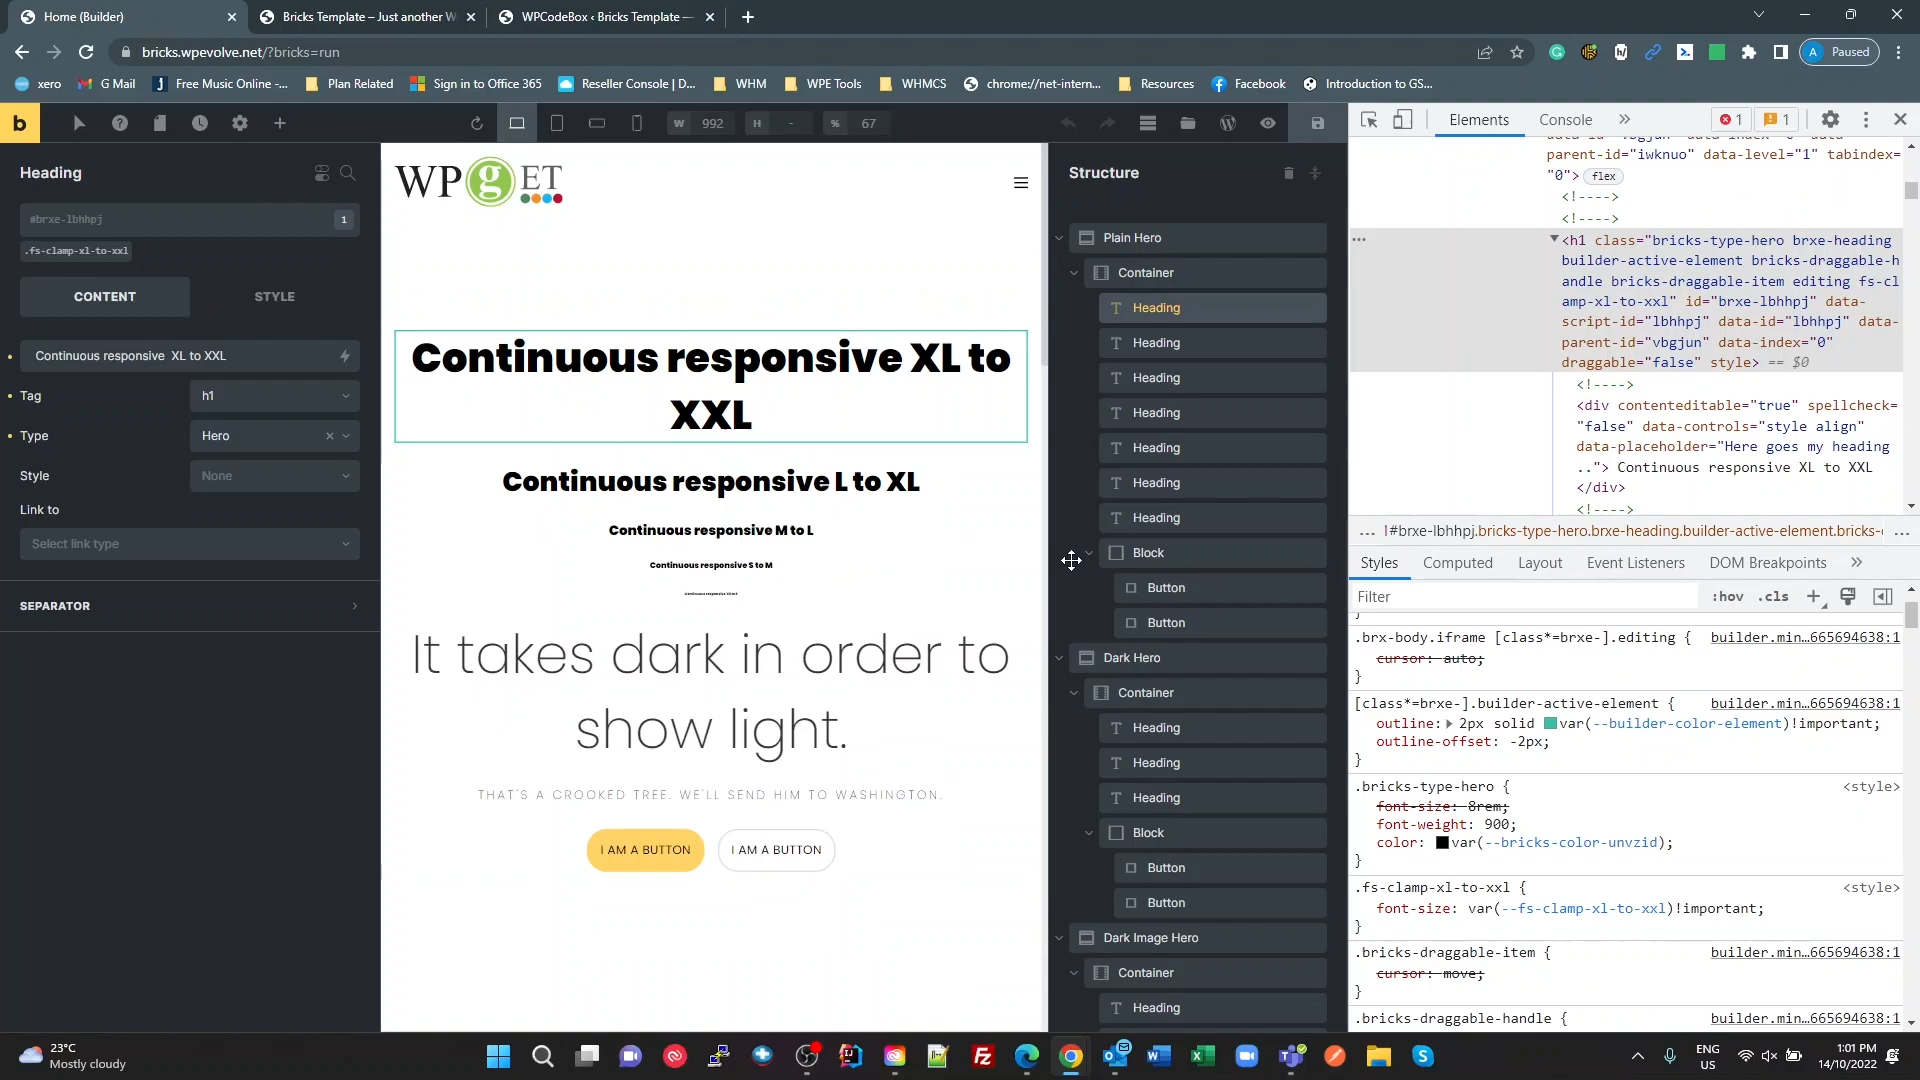 Home (Builder)
Bricks Template – Just another W
WPCodeBox ‹ Bricks Template —
bricks.wpevolve.net/?bricks=run
A Paused
xero
G Mail
Free Music Online -...
Plan Related
Sign in to Office 365
Reseller Console | D...
WHM
WPE Tools
WHMCS
chrome://net-intern...
Resources
Facebook
Introduction to GS...
b
W 992
H -
% 67
Heading
#brxe-lbhhpj
1
.fs-clamp-xl-to-xxl
CONTENT
STYLE
Continuous responsive  XL to XXL
Tag
h1
Type
Hero
Style
None
Link to
Select link type
SEPARATOR
WP gET
Continuous responsive XL to
XXL
Continuous responsive L to XL
Continuous responsive M to L
Continuous responsive S to M
It takes dark in order to
show light.
THAT'S A CROOKED TREE. WE'LL SEND HIM TO WASHINGTON.
I AM A BUTTON
I AM A BUTTON
Structure
Plain Hero
Container
Heading
Heading
Heading
Heading
Heading
Heading
Heading
Block
Button
Button
Dark Hero
Container
Heading
Heading
Heading
Block
Button
Button
Dark Image Hero
Container
Heading
Elements
Console
1
1
parent-id="iwknuo" data-level="1" tabindex=
"0"> flex
<!---->
<!---->
<h1 class="bricks-type-hero brxe-heading
builder-active-element bricks-draggable-h
andle bricks-draggable-item editing fs-cl
amp-xl-to-xxl" id="brxe-lbhhpj" data-
script-id="lbhhpj" data-id="lbhhpj" data-
parent-id="vbgjun" data-index="0"
draggable="false" style> == $0
<!---->
<div contenteditable="true" spellcheck=
"false" data-controls="style align"
data-placeholder="Here goes my heading
.."> Continuous responsive XL to XXL
</div>
<!---->
... l#brxe-lbhhpj.bricks-type-hero.brxe-heading.builder-active-element.bricks- ...
Styles
Computed
Layout
Event Listeners
DOM Breakpoints
Filter
:hov .cls
}
.brx-body.iframe [class*=brxe-].editing {
builder.min…665694638:1
cursor: auto;
}
[class*=brxe-].builder-active-element {
builder.min…665694638:1
outline: 2px solid var(--builder-color-element)!important;
outline-offset: -2px;
}
.bricks-type-hero {
<style>
font-size: 8rem;
font-weight: 900;
color: var(--bricks-color-unvzid);
}
.fs-clamp-xl-to-xxl {
<style>
font-size: var(--fs-clamp-xl-to-xxl)!important;
}
.bricks-draggable-item {
builder.min…665694638:1
cursor: move;
}
.bricks-draggable-handle {
builder.min…665694638:1
23°C
Mostly cloudy
ENG
US
1:01 PM
14/10/2022